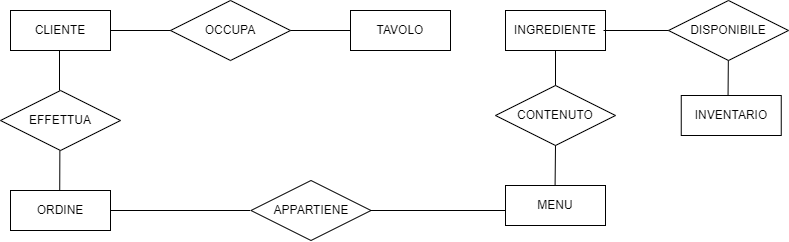 CLIENTE
OCCUPA
TAVOLO
INGREDIENTE
DISPONIBILE
EFFETTUA
CONTENUTO
INVENTARIO
ORDINE
APPARTIENE
MENU